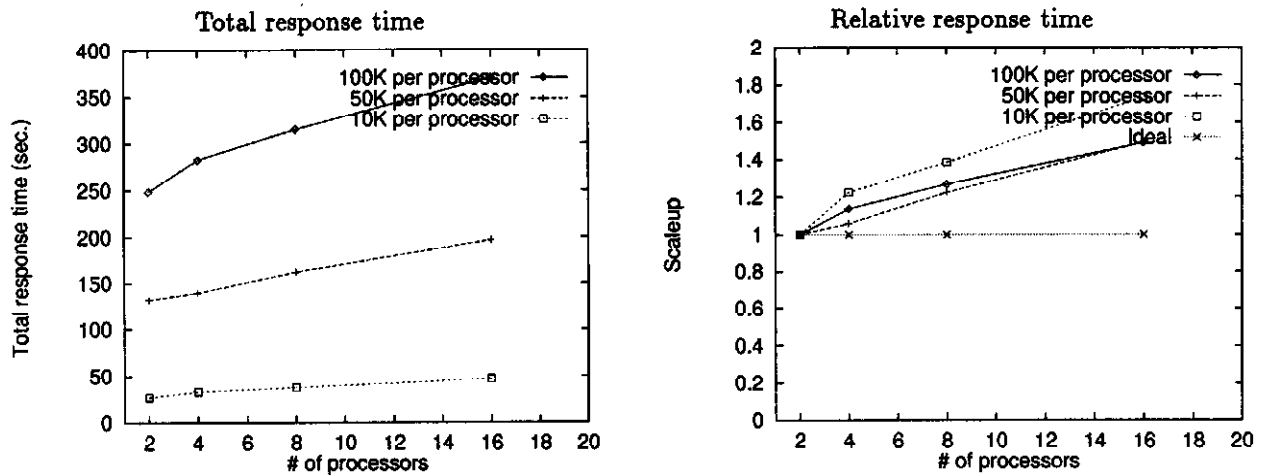 Total response time
400
350
300
250
200
150
100
50
0
Total response time (sec.)
100K per processor
50K per processor
10K per processor
2 4 6 8 10 12 14 16 18 20
# of processors
Relative response time
2
1.8
1.6
1.4
1.2
1
0.8
0.6
0.4
0.2
0
Scaleup
100K per processor
50K per processor
10K per processor
Ideal
2 4 6 8 10 12 14 16 18 20
# of processors